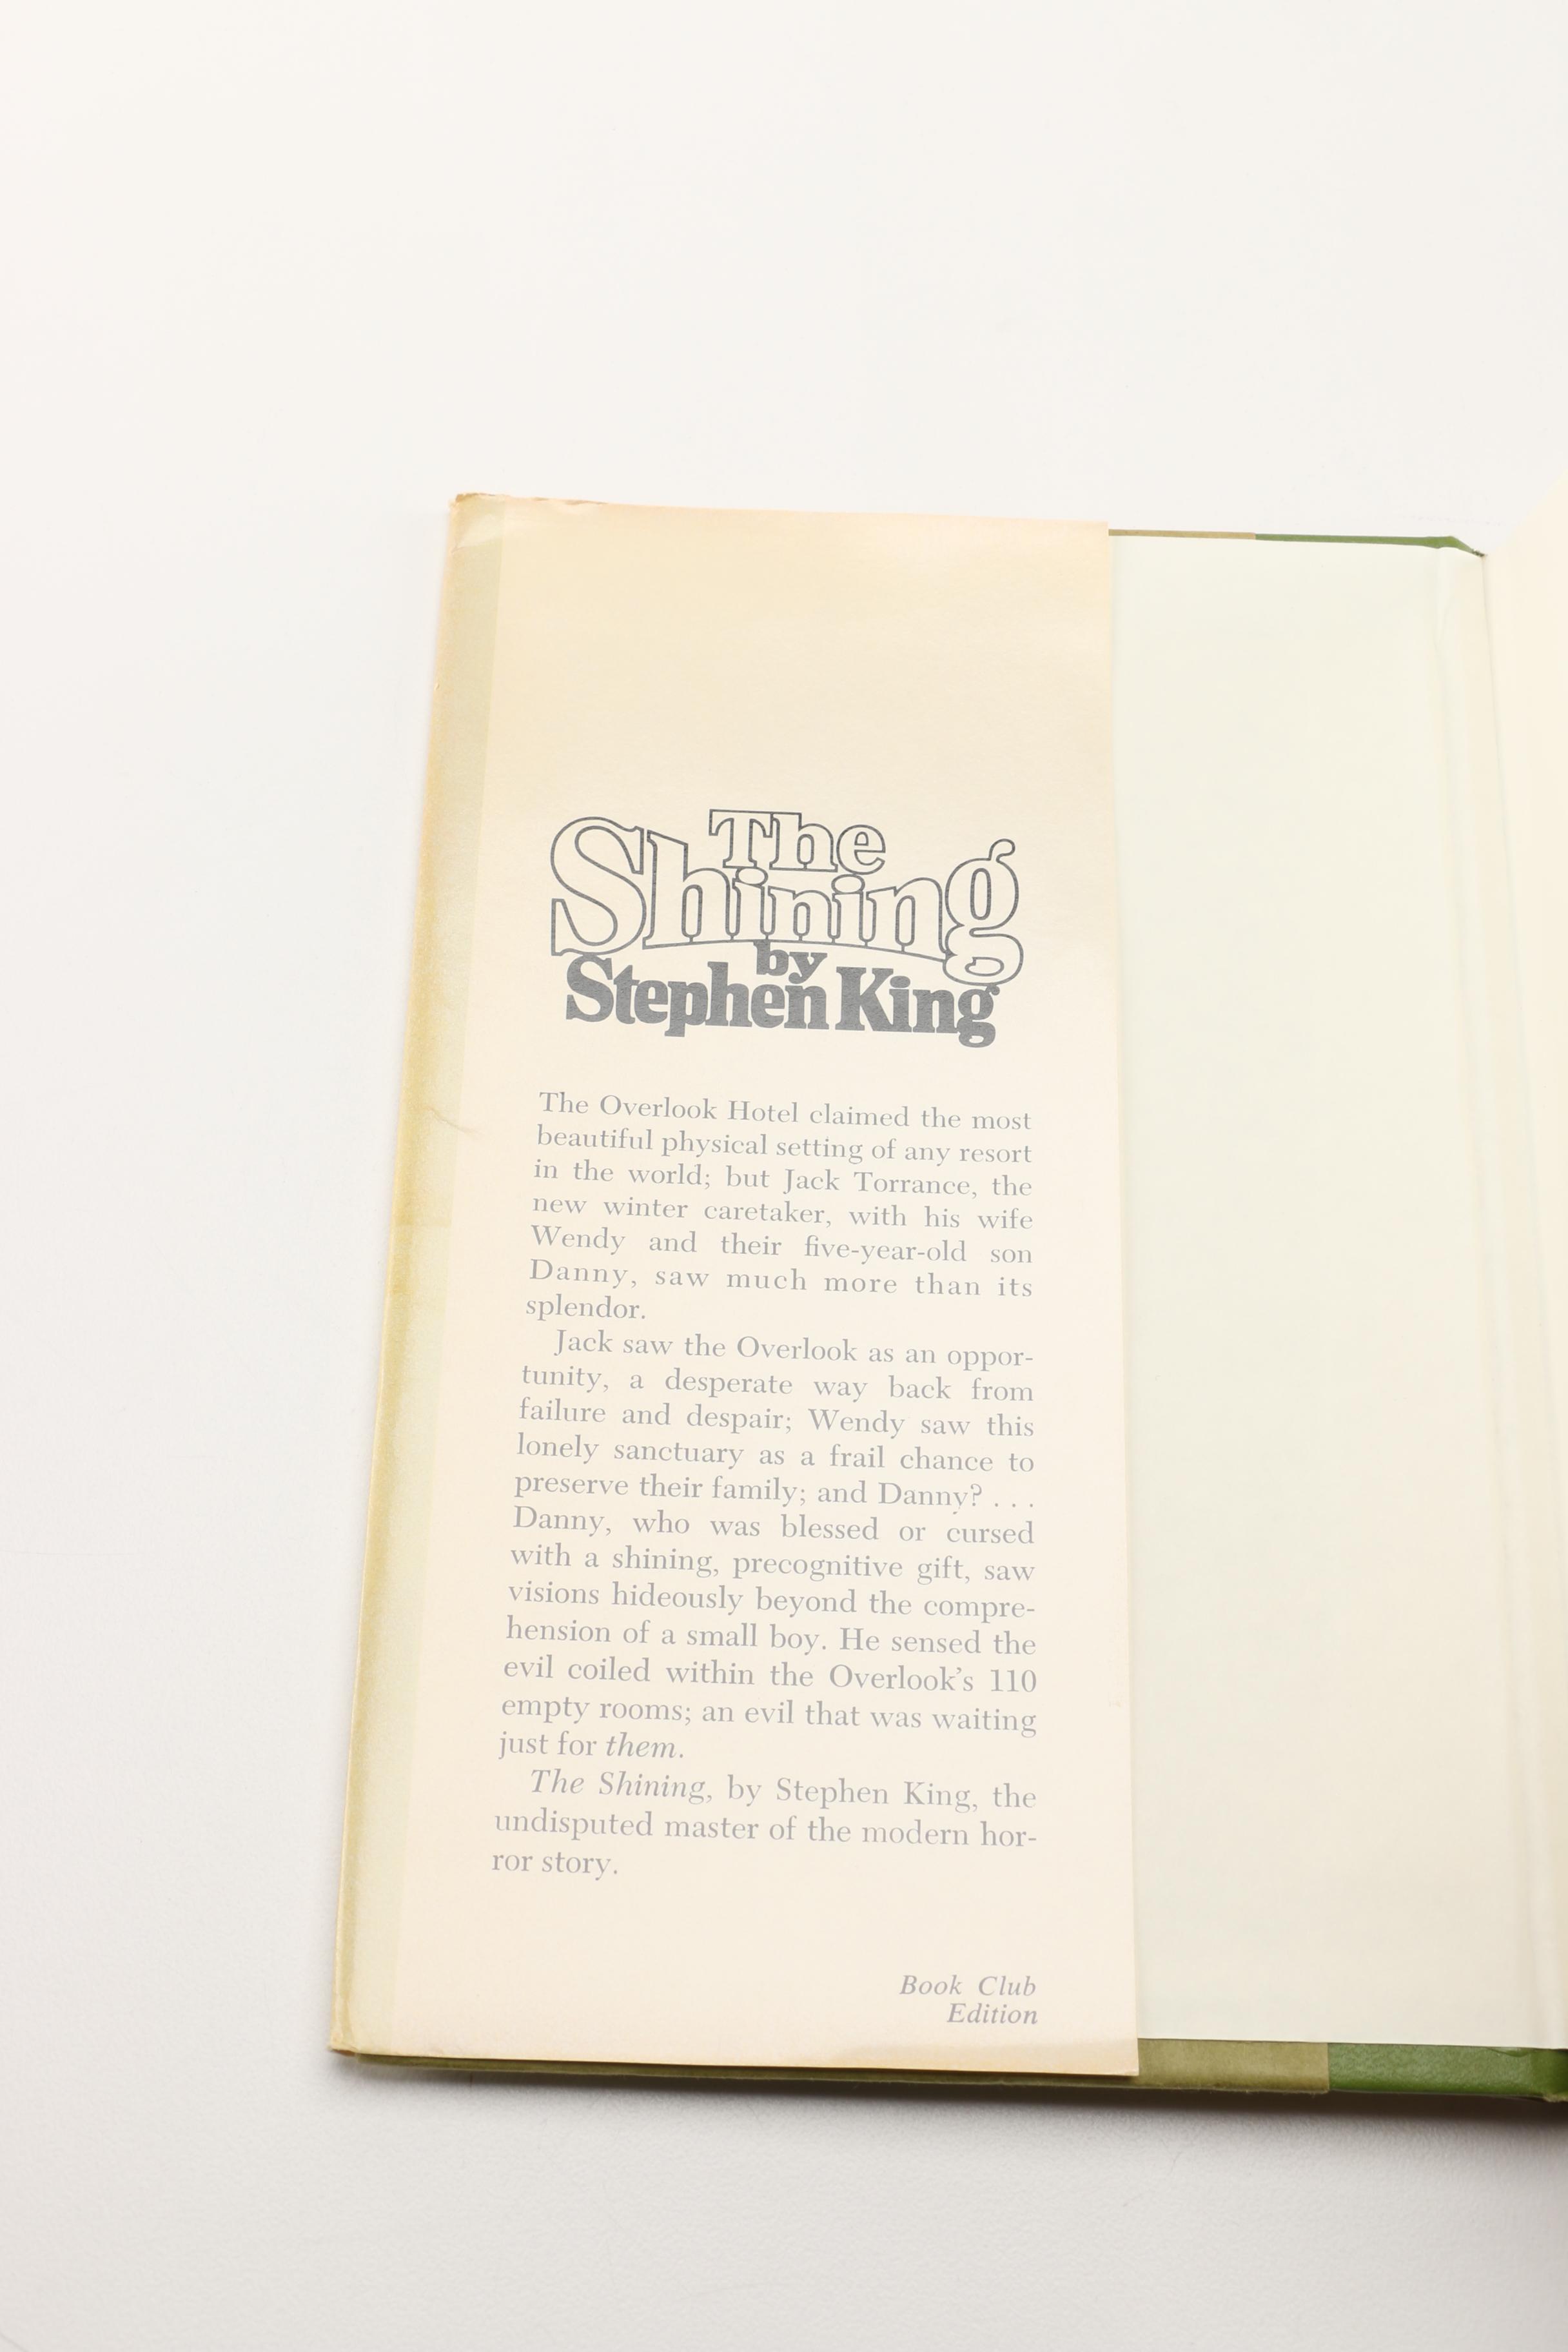 The
Shining
by
Stephen King
The Overlook Hotel claimed the most
beautiful physical setting of any resort
in the world; but Jack Torrance, the
new winter caretaker, with his wife
Wendy and their five-year-old son
Danny, saw much more than its
splendor.
Jack saw the Overlook as an oppor-
tunity, a desperate way back from
failure and despair; Wendy saw this
lonely sanctuary as a frail chance to
preserve their family; and Danny? . . .
Danny, who was blessed or cursed
with a shining, precognitive gift, saw
visions hideously beyond the compre-
hension of a small boy. He sensed the
evil coiled within the Overlook's 110
empty rooms; an evil that was waiting
just for them.
The Shining, by Stephen King, the
undisputed master of the modern hor-
ror story.
Book Club
Edition